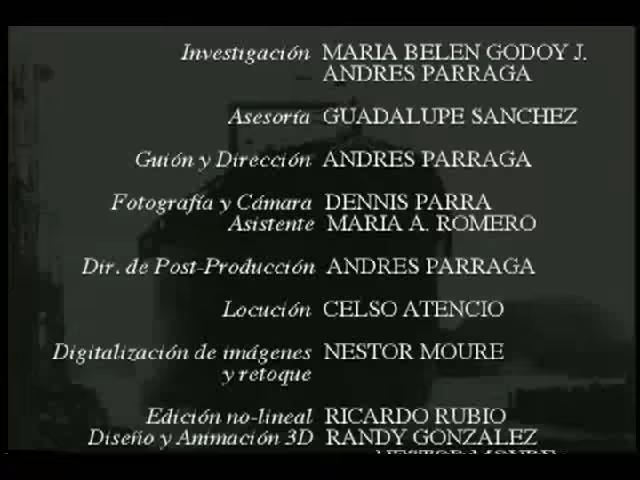 Investigación MARIA BELEN GODOY J.
ANDRES PARRAGA
Asesoría GUADALUPE SANCHEZ
Guión y Dirección ANDRES PARRAGA
Fotografía y Cámara DENNIS PARRA
Asistente MARIA A. ROMERO
Dir. de Post-Producción ANDRES PARRAGA
Locución CELSO ATENCIO
Digitalización de imágenes NESTOR MOURE
y retoque
Edición no-lineal RICARDO RUBIO
Diseño y Animación 3D RANDY GONZALEZ
NESTOR MOURE